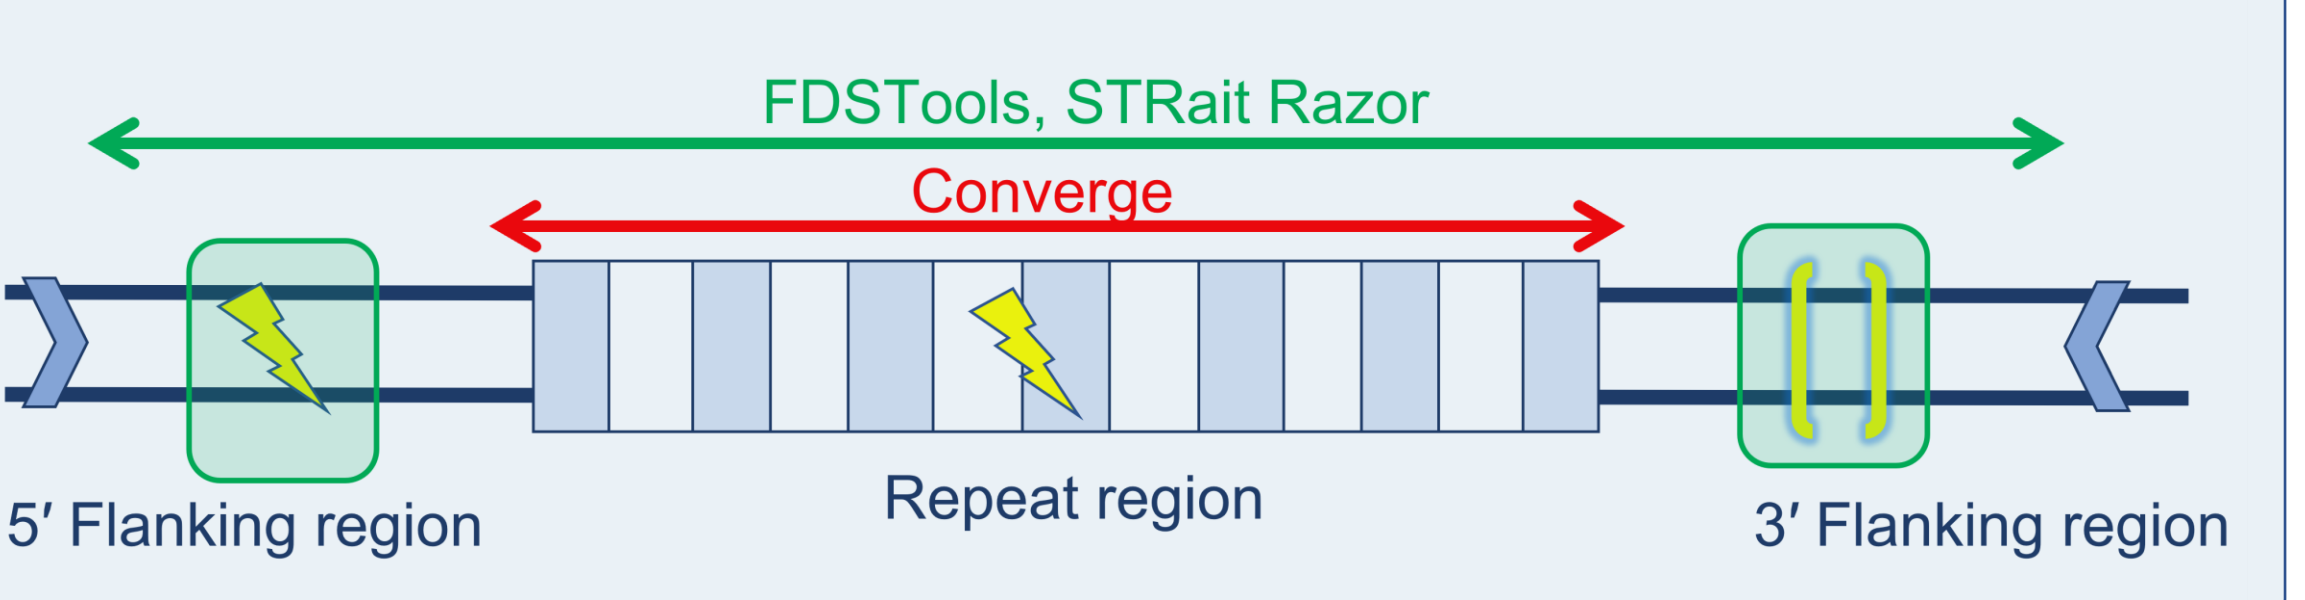 FDSTools, STRait Razor
Converge
Repeat region
5′ Flanking region
3′ Flanking region